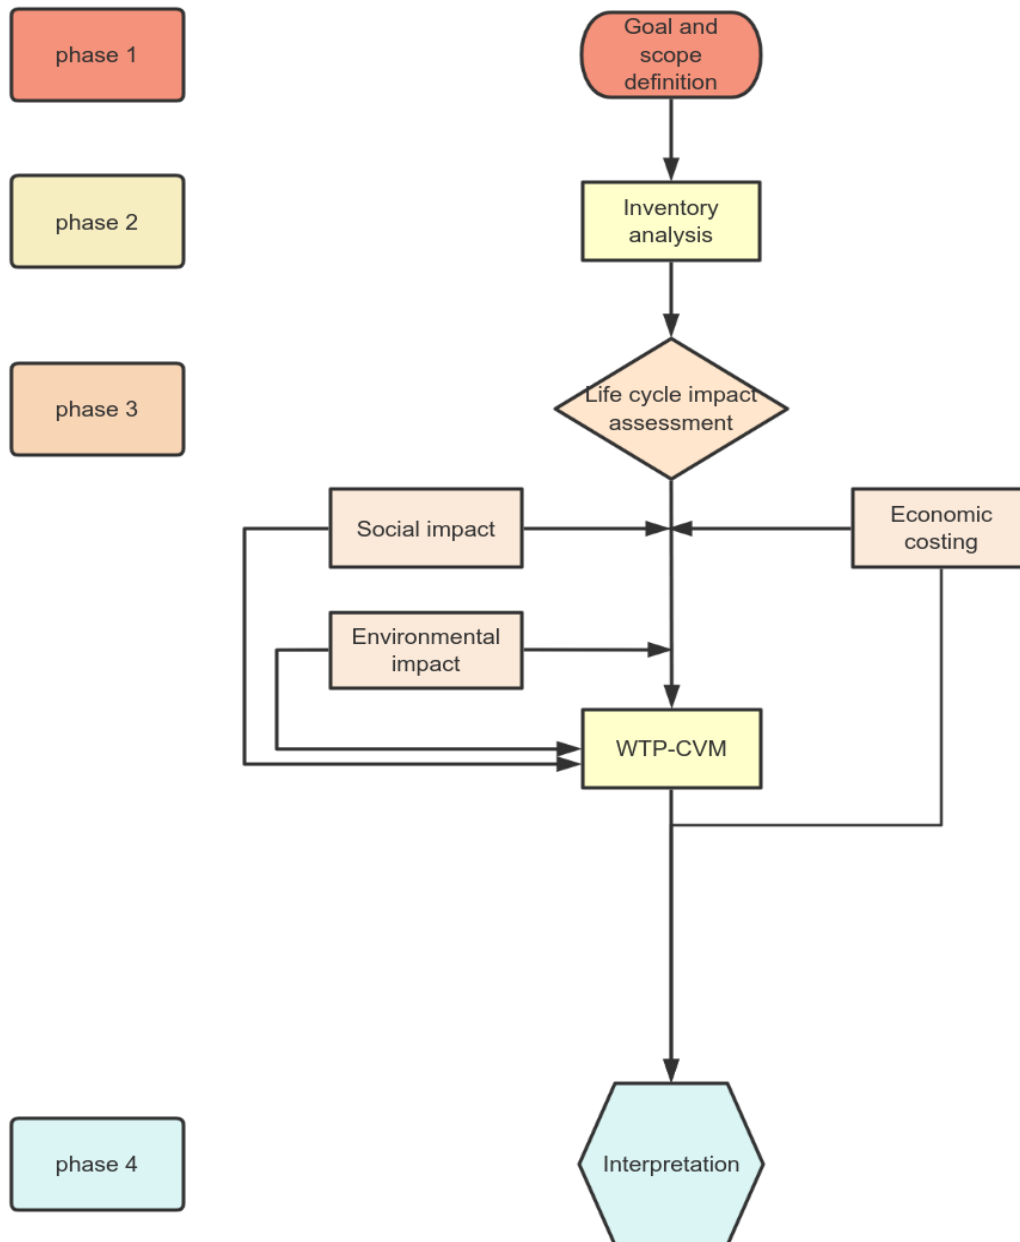 phase 1
Goal and
scope
definition
phase 2
Inventory
analysis
phase 3
Life cycle impact
assessment
Social impact
Economic
costing
Environmental
impact
WTP-CVM
phase 4
Interpretation